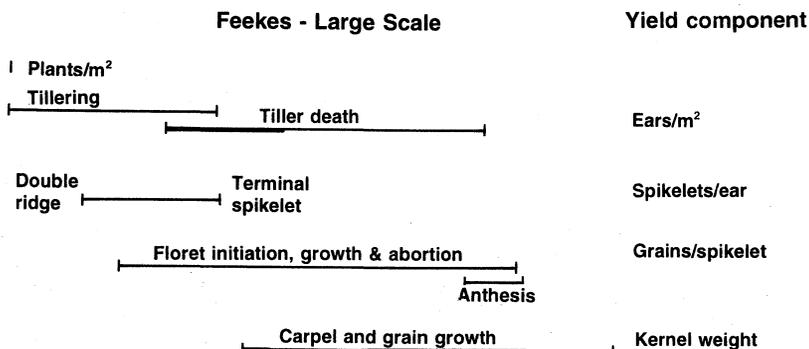 Feekes - Large Scale Yield component
Plants/m²
Tillering
Tiller death
Ears/m²
Double ridge
Terminal spikelet
Spikelets/ear
Floret initiation, growth & abortion
Grains/spikelet
Anthesis
Carpel and grain growth
Kernel weight